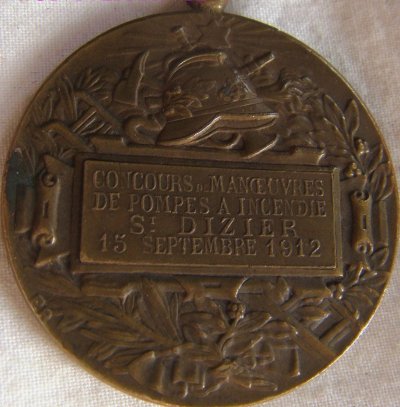 CONCOURS DE MANŒUVRES
DE POMPES A INCENDIE
ST DIZIER
15 SEPTEMBRE 1912